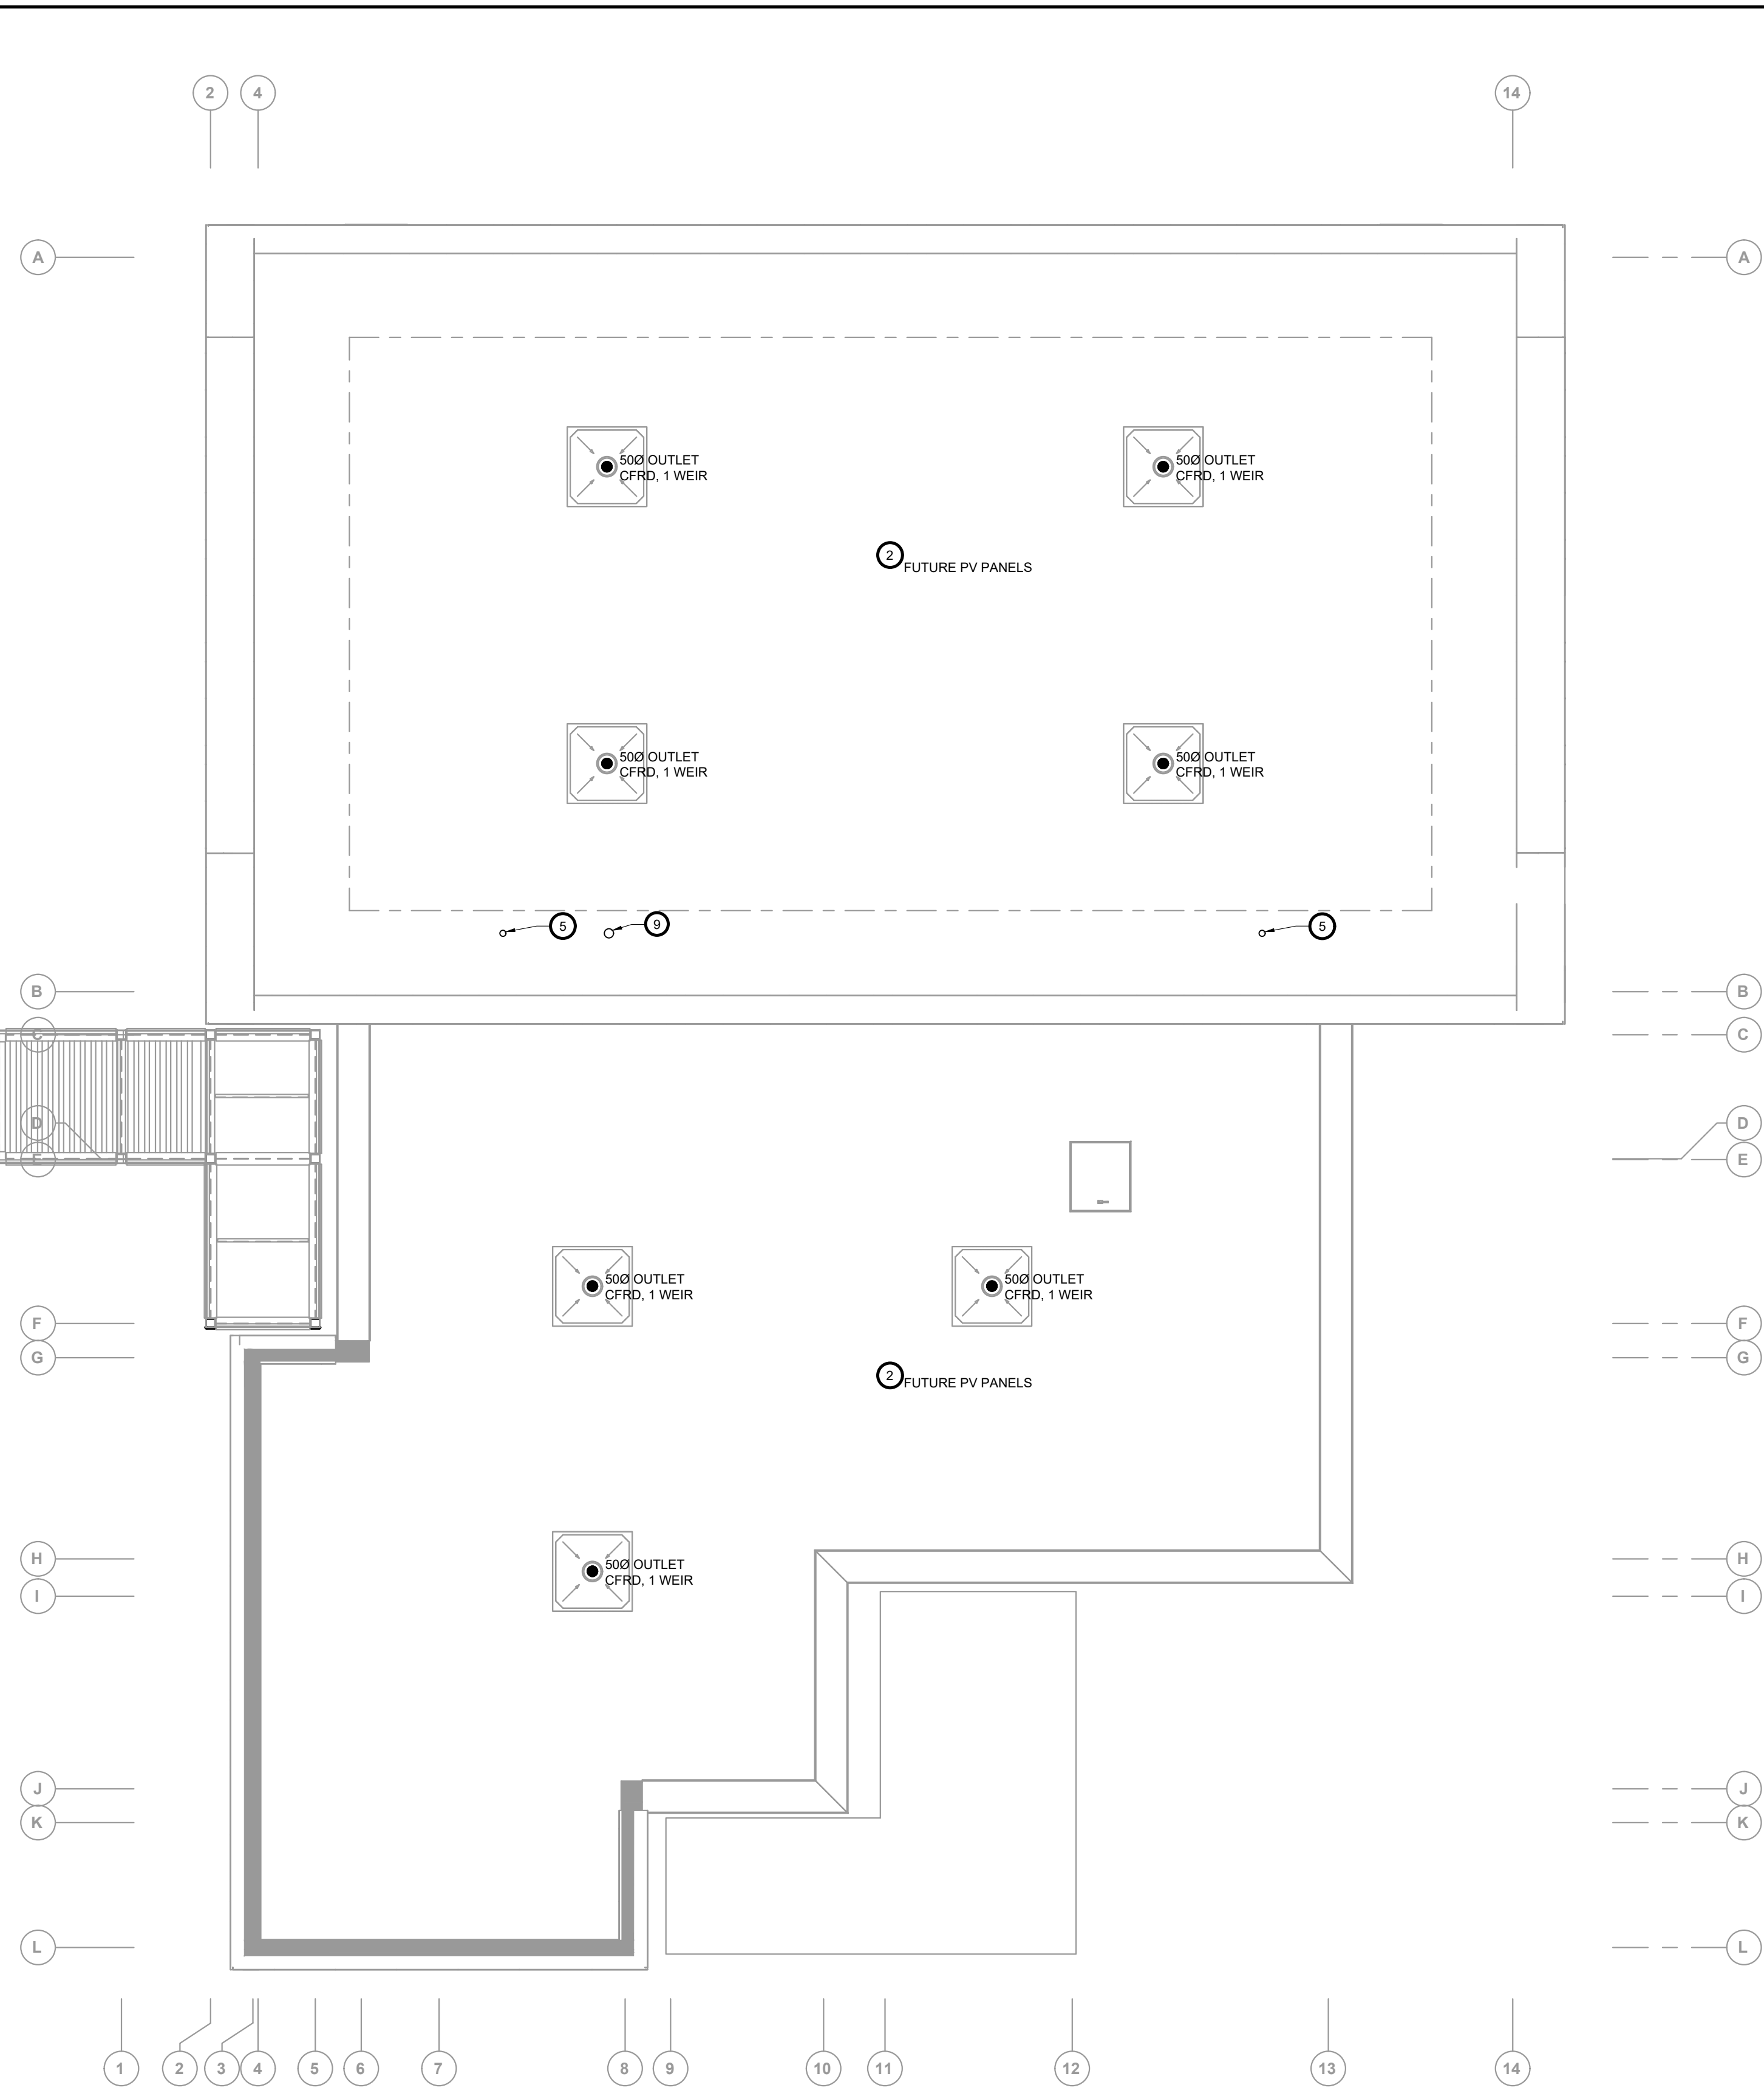 2 4 14
A A
50Ø OUTLET
CFRD, 1 WEIR
50Ø OUTLET
CFRD, 1 WEIR
2
FUTURE PV PANELS
50Ø OUTLET
CFRD, 1 WEIR
50Ø OUTLET
CFRD, 1 WEIR
5 9 5
B B
C C
D D
E E
50Ø OUTLET
CFRD, 1 WEIR
50Ø OUTLET
CFRD, 1 WEIR
F F
G G
2
FUTURE PV PANELS
H H
50Ø OUTLET
CFRD, 1 WEIR
I I
J J
K K
L L
1 2 3 4 5 6 7 8 9 10 11 12 13 14